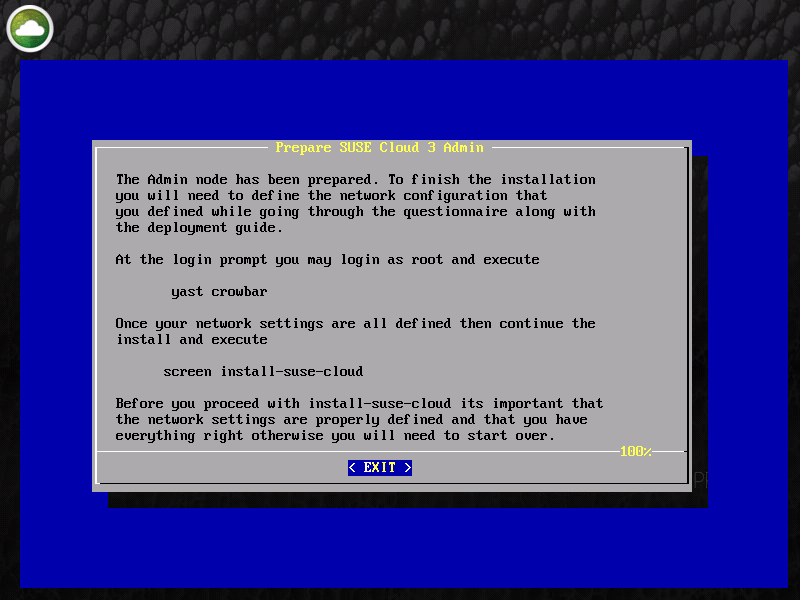 Prepare SUSE Cloud 3 Admin
The Admin node has been prepared. To finish the installation
you will need to define the network configuration that
you defined while going through the questionnaire along with
the deployment guide.
At the login prompt you may login as root and execute
yast crowbar
Once your network settings are all defined then continue the
install and execute
screen install-suse-cloud
Before you proceed with install-suse-cloud its important that
the network settings are properly defined and that you have
everything right otherwise you will need to start over.
100%
< EXIT >